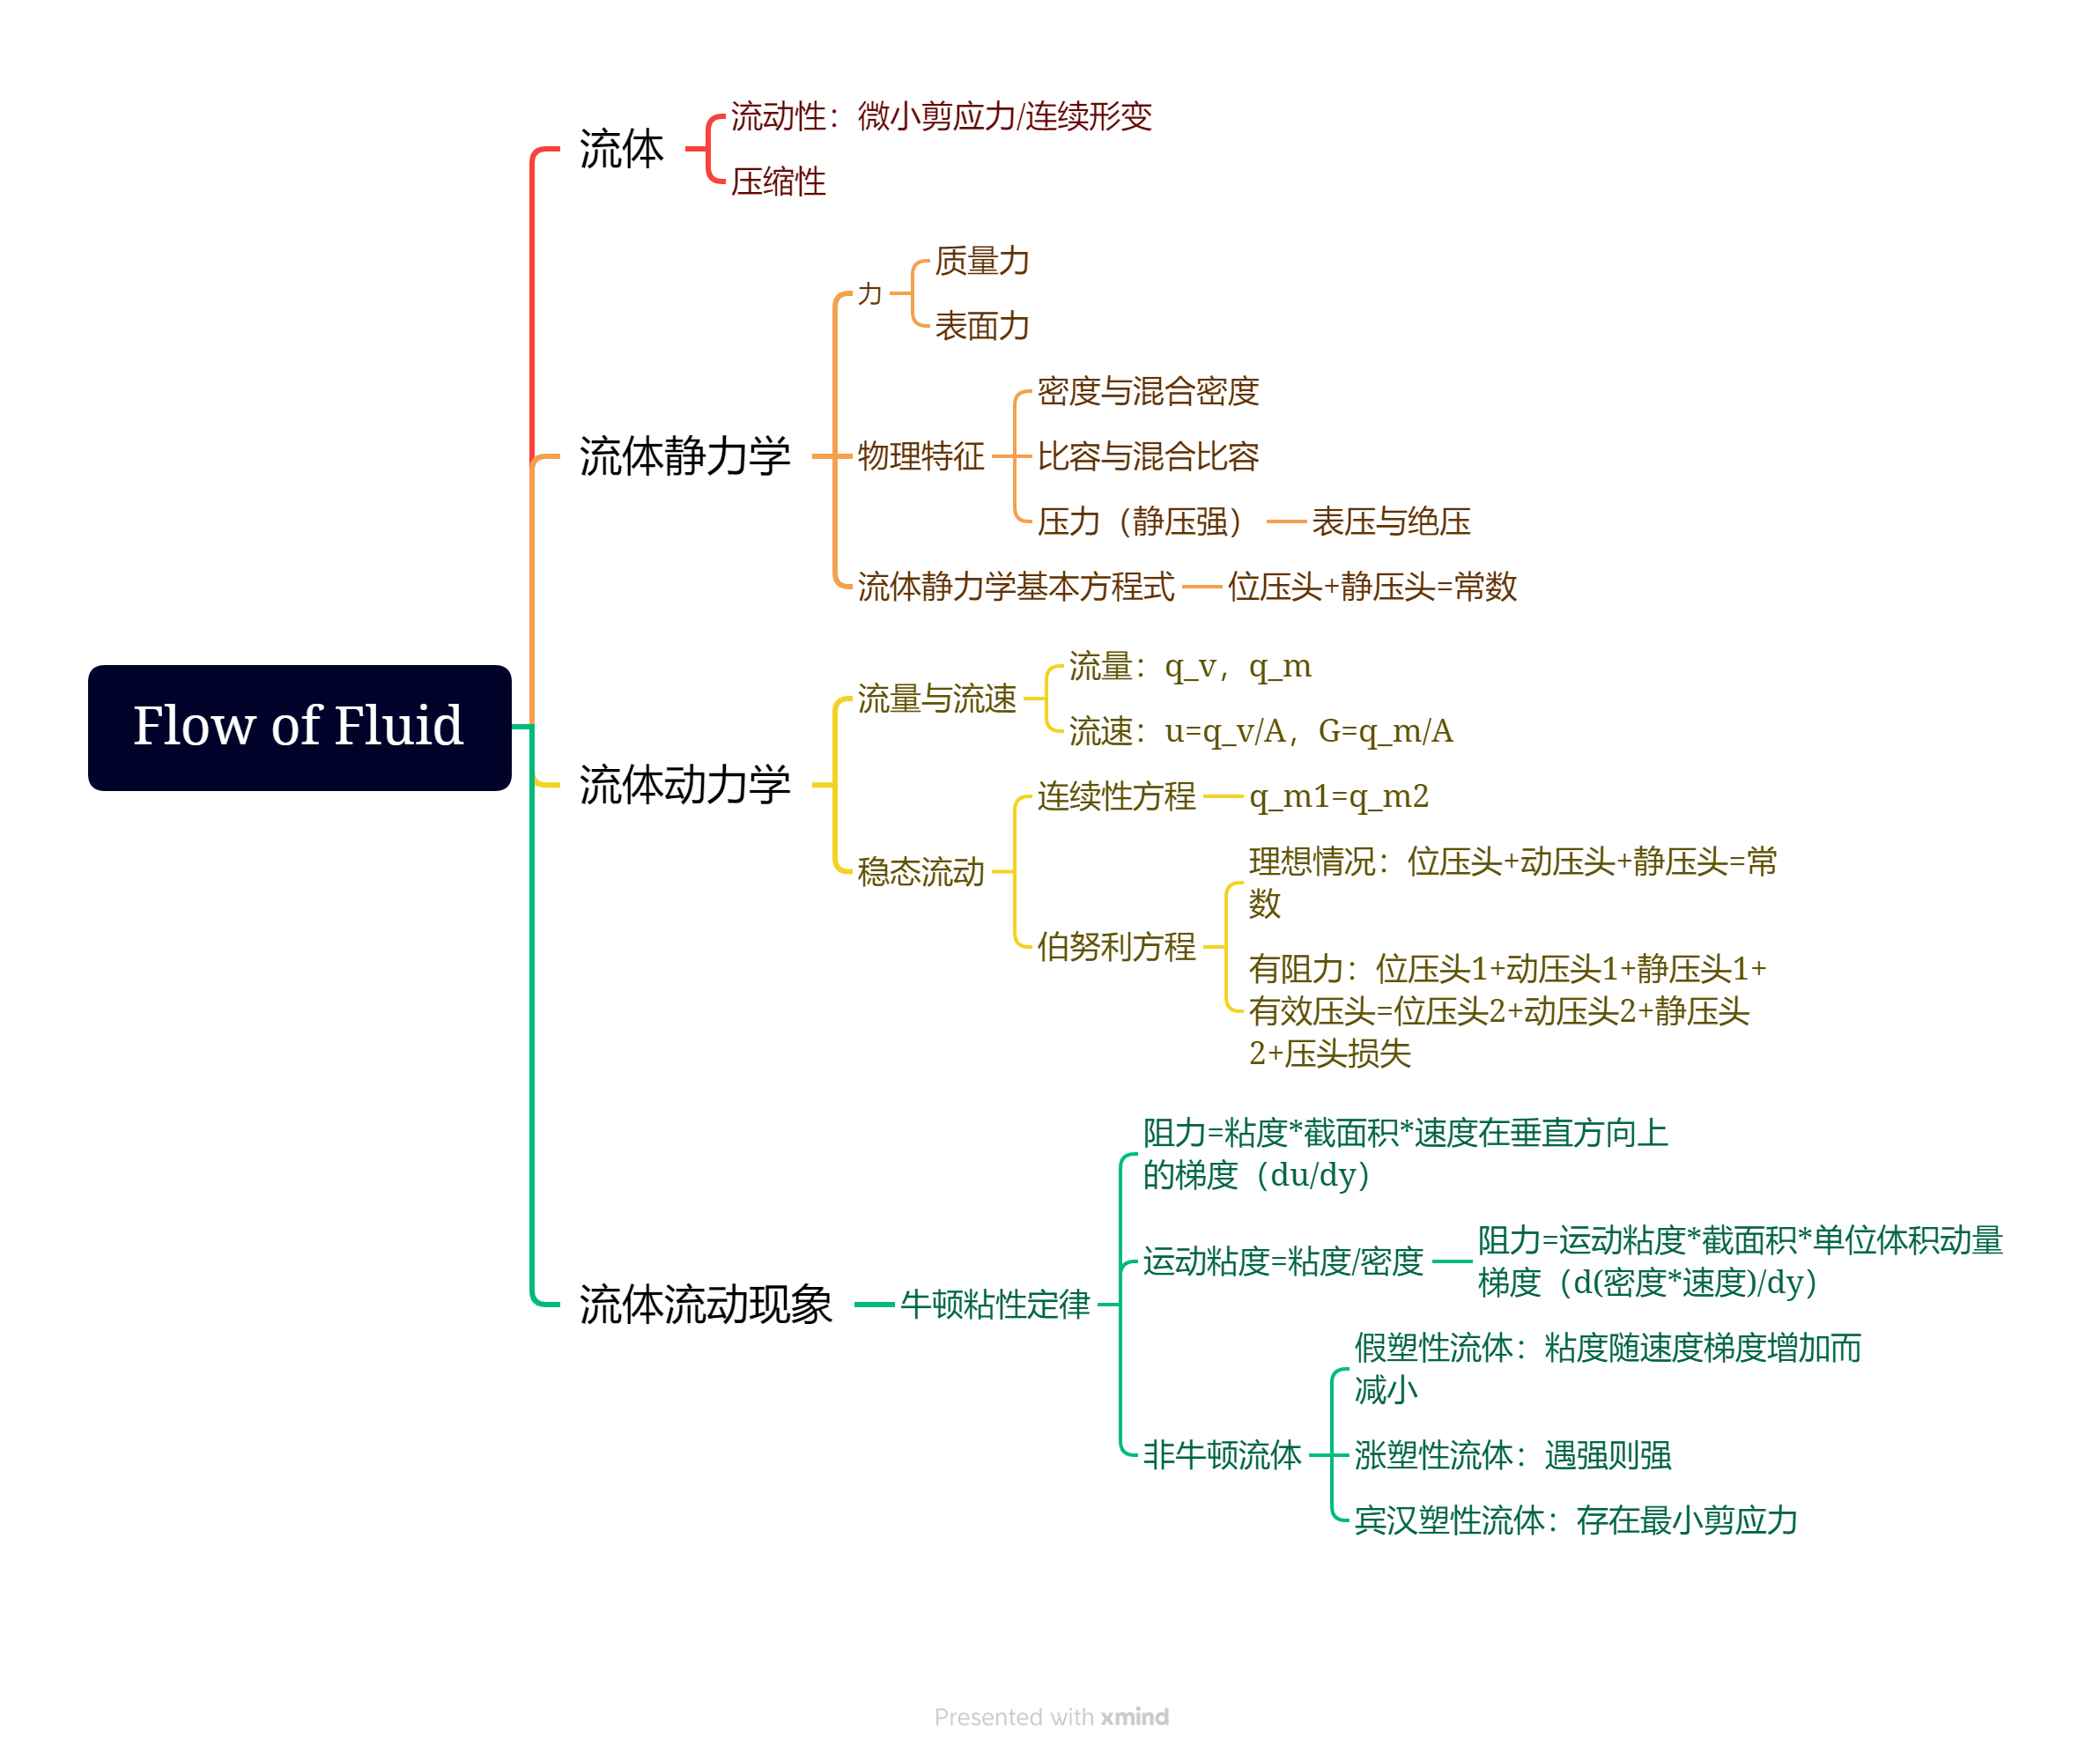 Flow of Fluid
流体
流动性：微小剪应力/连续形变
压缩性
流体静力学
力
质量力
表面力
物理特征
密度与混合密度
比容与混合比容
压力（静压强）
表压与绝压
流体静力学基本方程式
位压头+静压头=常数
流体动力学
流量与流速
流量：q_v，q_m
流速：u=q_v/A，G=q_m/A
稳态流动
连续性方程
q_m1=q_m2
伯努利方程
理想情况：位压头+动压头+静压头=常
数
有阻力：位压头1+动压头1+静压头1+
有效压头=位压头2+动压头2+静压头
2+压头损失
流体流动现象
牛顿粘性定律
阻力=粘度*截面积*速度在垂直方向上
的梯度（du/dy）
运动粘度=粘度/密度
阻力=运动粘度*截面积*单位体积动量
梯度（d(密度*速度)/dy）
非牛顿流体
假塑性流体：粘度随速度梯度增加而
减小
涨塑性流体：遇强则强
宾汉塑性流体：存在最小剪应力
Presented with xmind